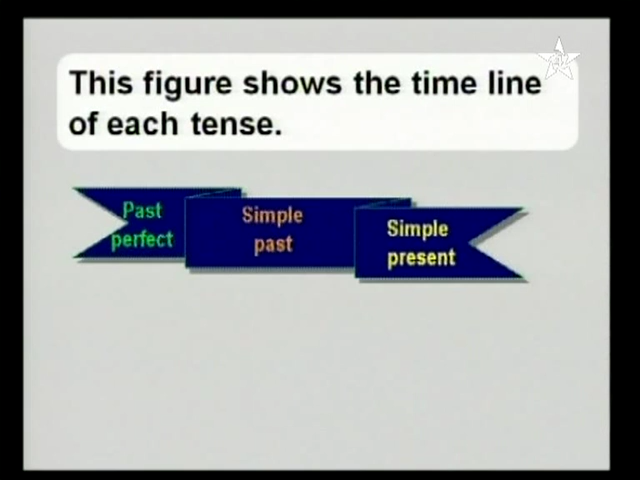 This figure shows the time line
of each tense.
Past
perfect
Simple
past
Simple
present